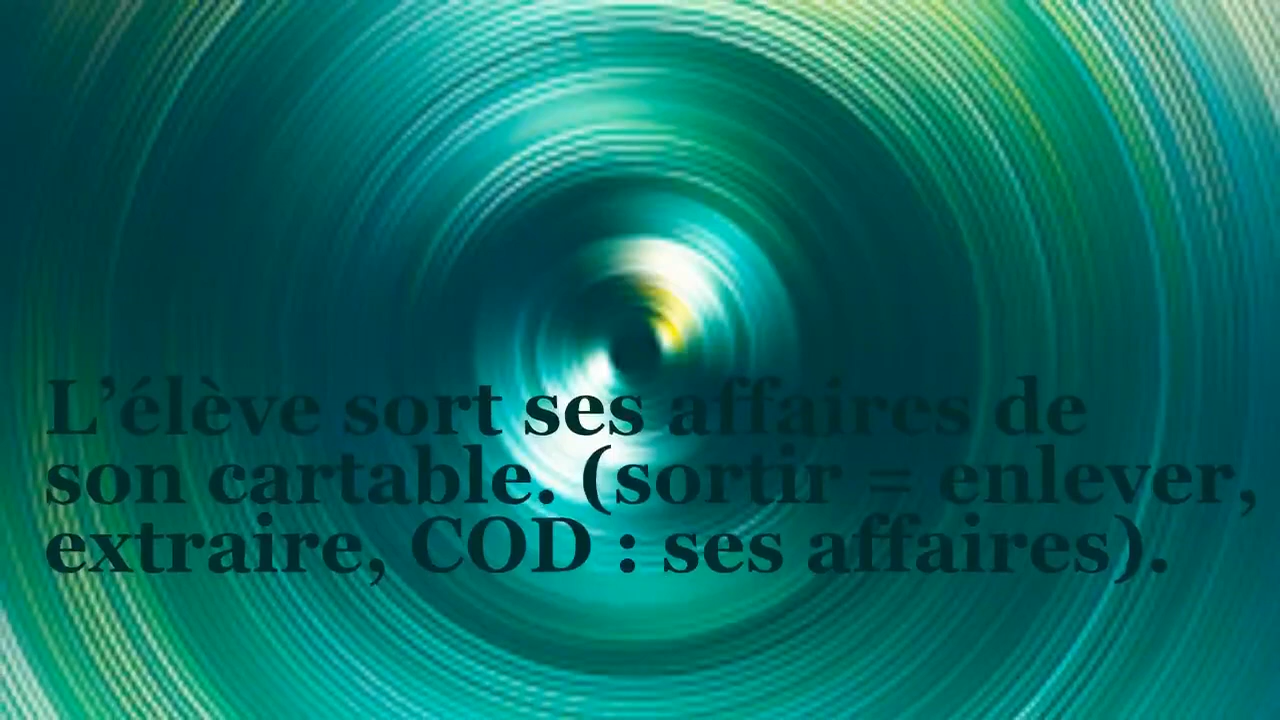 L’élève sort ses affaires de
son cartable. (sortir = enlever,
extraire, COD : ses affaires).